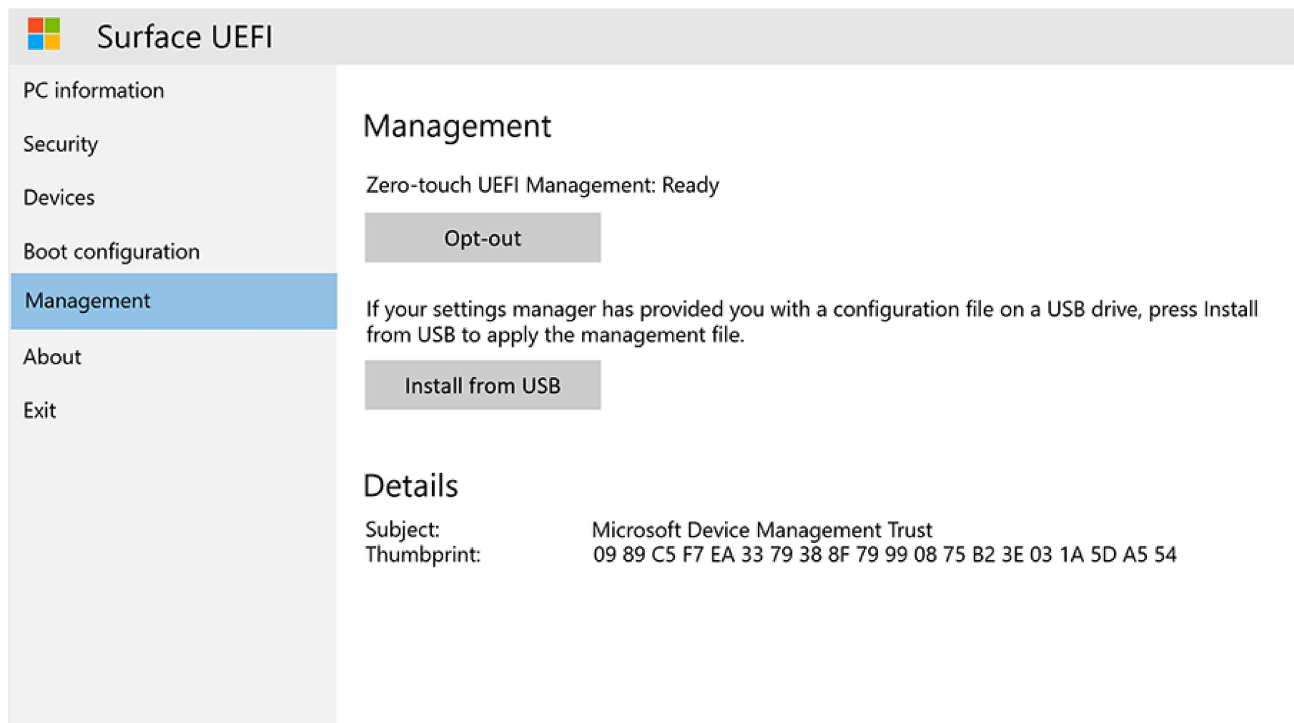 Surface UEFI
PC information
Security
Devices
Boot configuration
Management
About
Exit
Management
Zero-touch UEFI Management: Ready
Opt-out
If your settings manager has provided you with a configuration file on a USB drive, press Install
from USB to apply the management file.
Install from USB
Details
Subject: Microsoft Device Management Trust
Thumbprint: 09 89 C5 F7 EA 33 79 38 8F 79 99 08 75 B2 3E 03 1A 5D A5 54